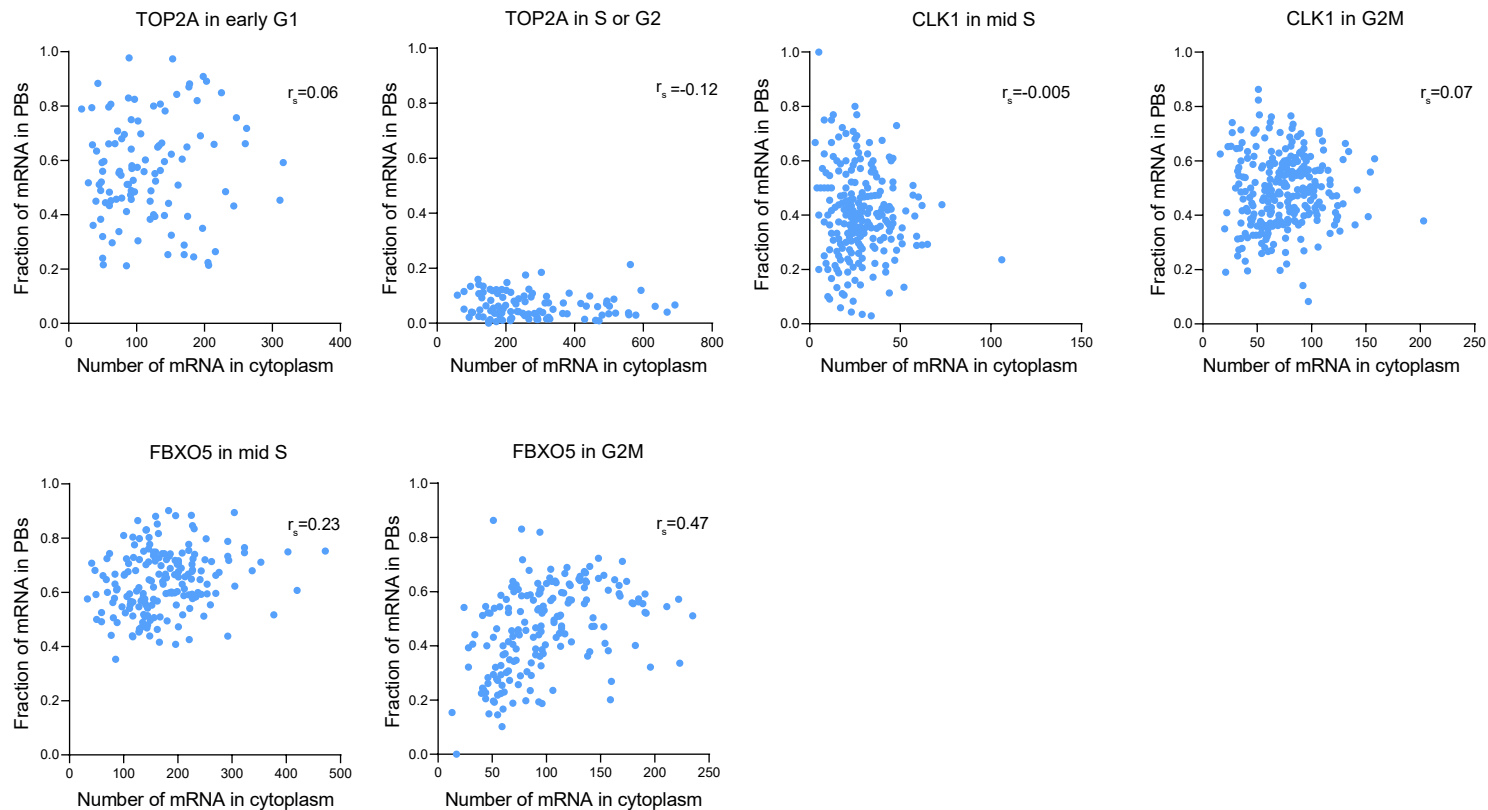 TOP2A in early G1
1.0
0.8
0.6
0.4
0.2
0.0
0 100 200 300 400
Fraction of mRNA in PBs
Number of mRNA in cytoplasm
rs=0.06
TOP2A in S or G2
1.0
0.8
0.6
0.4
0.2
0.0
0 200 400 600 800
Fraction of mRNA in PBs
Number of mRNA in cytoplasm
rs =-0.12
CLK1 in mid S
1.0
0.8
0.6
0.4
0.2
0.0
0 50 100 150
Fraction of mRNA in PBs
Number of mRNA in cytoplasm
rs=-0.005
CLK1 in G2M
1.0
0.8
0.6
0.4
0.2
0.0
0 50 100 150 200 250
Fraction of mRNA in PBs
Number of mRNA in cytoplasm
rs=0.07
FBXO5 in mid S
1.0
0.8
0.6
0.4
0.2
0.0
0 100 200 300 400 500
Fraction of mRNA in PBs
Number of mRNA in cytoplasm
rs=0.23
FBXO5 in G2M
1.0
0.8
0.6
0.4
0.2
0.0
0 50 100 150 200 250
Fraction of mRNA in PBs
Number of mRNA in cytoplasm
rs=0.47